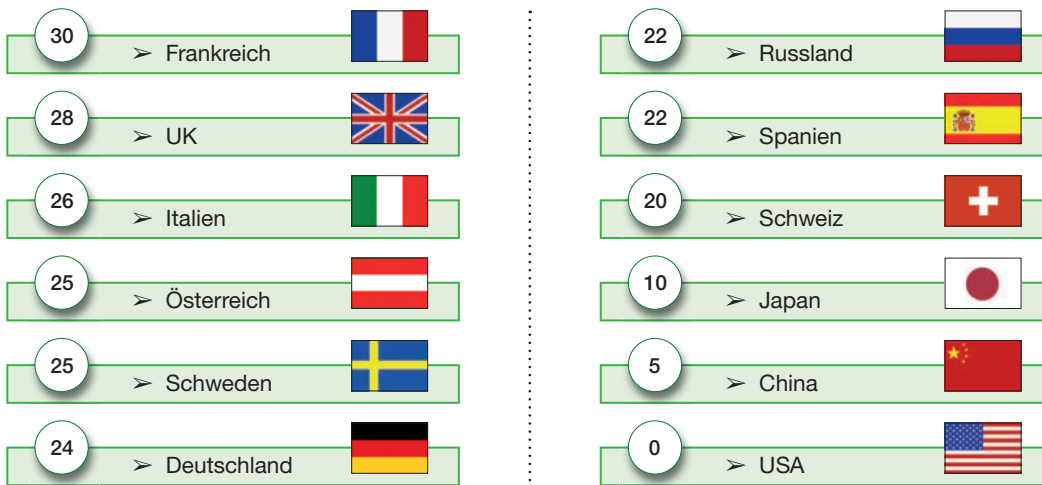 30 ➢ Frankreich
28 ➢ UK
26 ➢ Italien
25 ➢ Österreich
25 ➢ Schweden
24 ➢ Deutschland
22 ➢ Russland
22 ➢ Spanien
20 ➢ Schweiz
10 ➢ Japan
5 ➢ China
0 ➢ USA